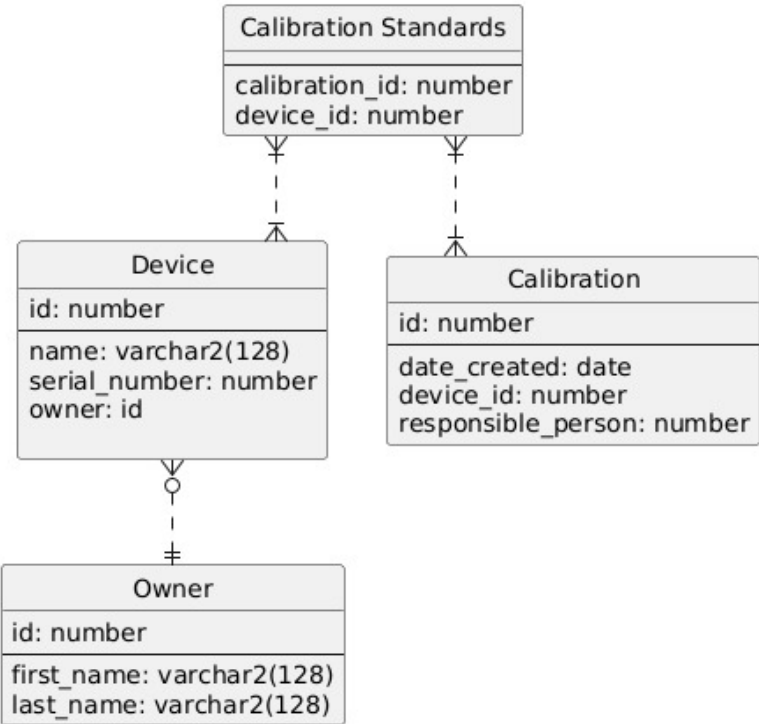 Calibration Standards
calibration_id: number
device_id: number
Device
id: number
name: varchar2(128)
serial_number: number
owner: id
Calibration
id: number
date_created: date
device_id: number
responsible_person: number
Owner
id: number
first_name: varchar2(128)
last_name: varchar2(128)